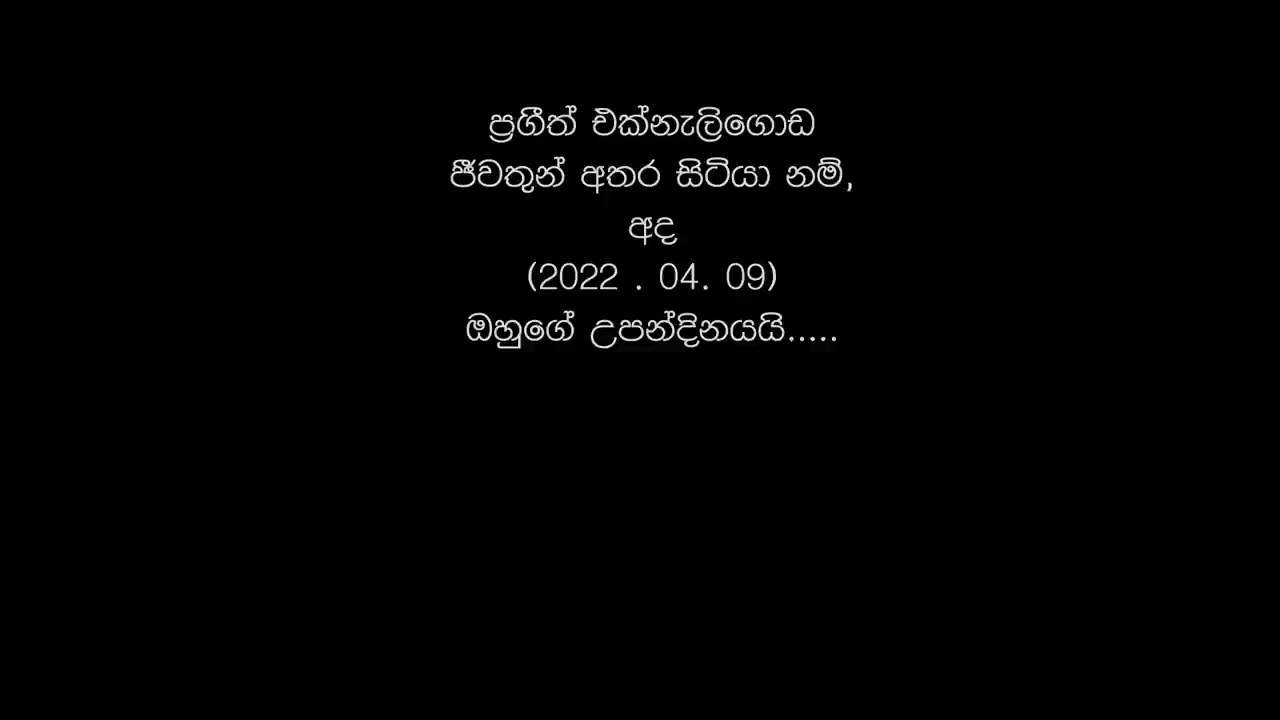 ප්‍රගීත් එක්නැලිගොඩ
ජීවතුන් අතර සිටියා නම්,
අද
(2022 . 04. 09)
ඔහුගේ උපන්දිනයයි.....